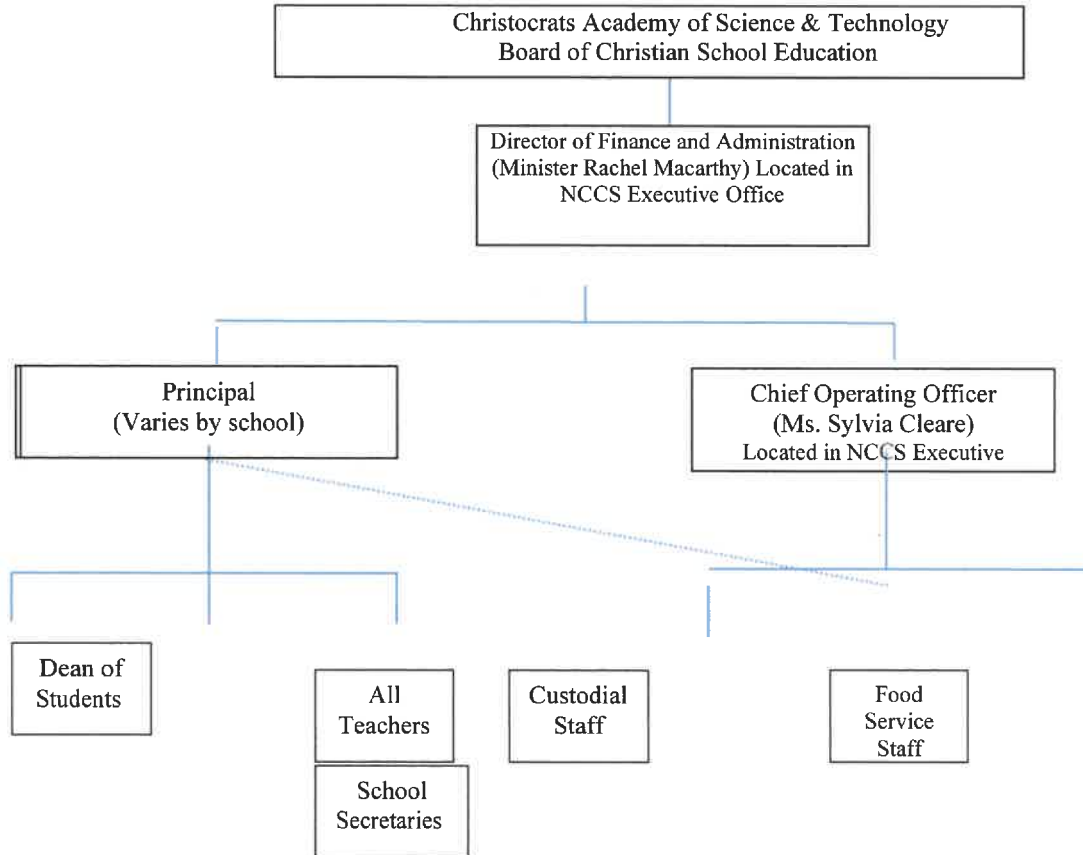 Christocrats Academy of Science & Technology
Board of Christian School Education
Director of Finance and Administration
(Minister Rachel Macarthy) Located in
NCCS Executive Office
Principal
(Varies by school)
Chief Operating Officer
(Ms. Sylvia Cleare)
Located in NCCS Executive
Dean of
Students
All
Teachers
School
Secretaries
Custodial
Staff
Food
Service
Staff